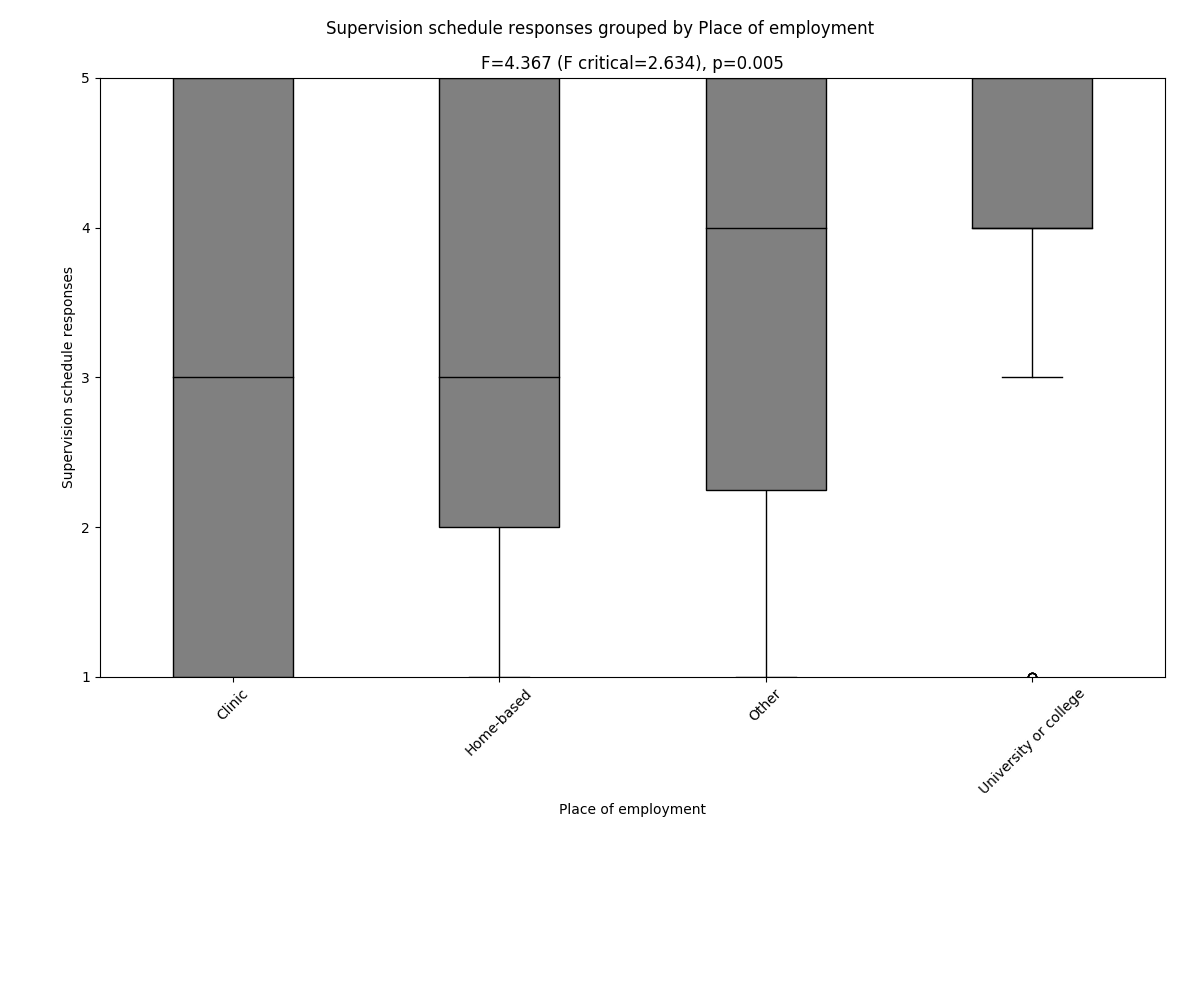 Supervision schedule responses grouped by Place of employment
F=4.367 (F critical=2.634), p=0.005
5
4
3
2
1
Supervision schedule responses
Clinic
Home-based
Other
University or college
Place of employment